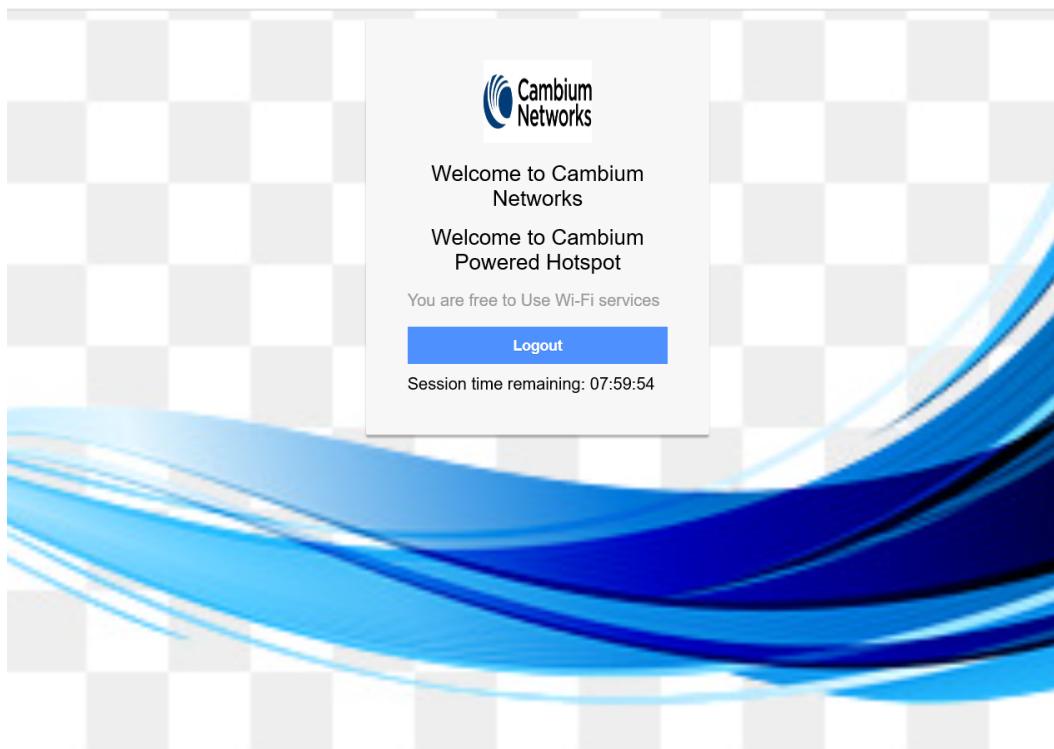 Cambium
Networks
Welcome to Cambium
Networks
Welcome to Cambium
Powered Hotspot
You are free to Use Wi-Fi services
Logout
Session time remaining: 07:59:54